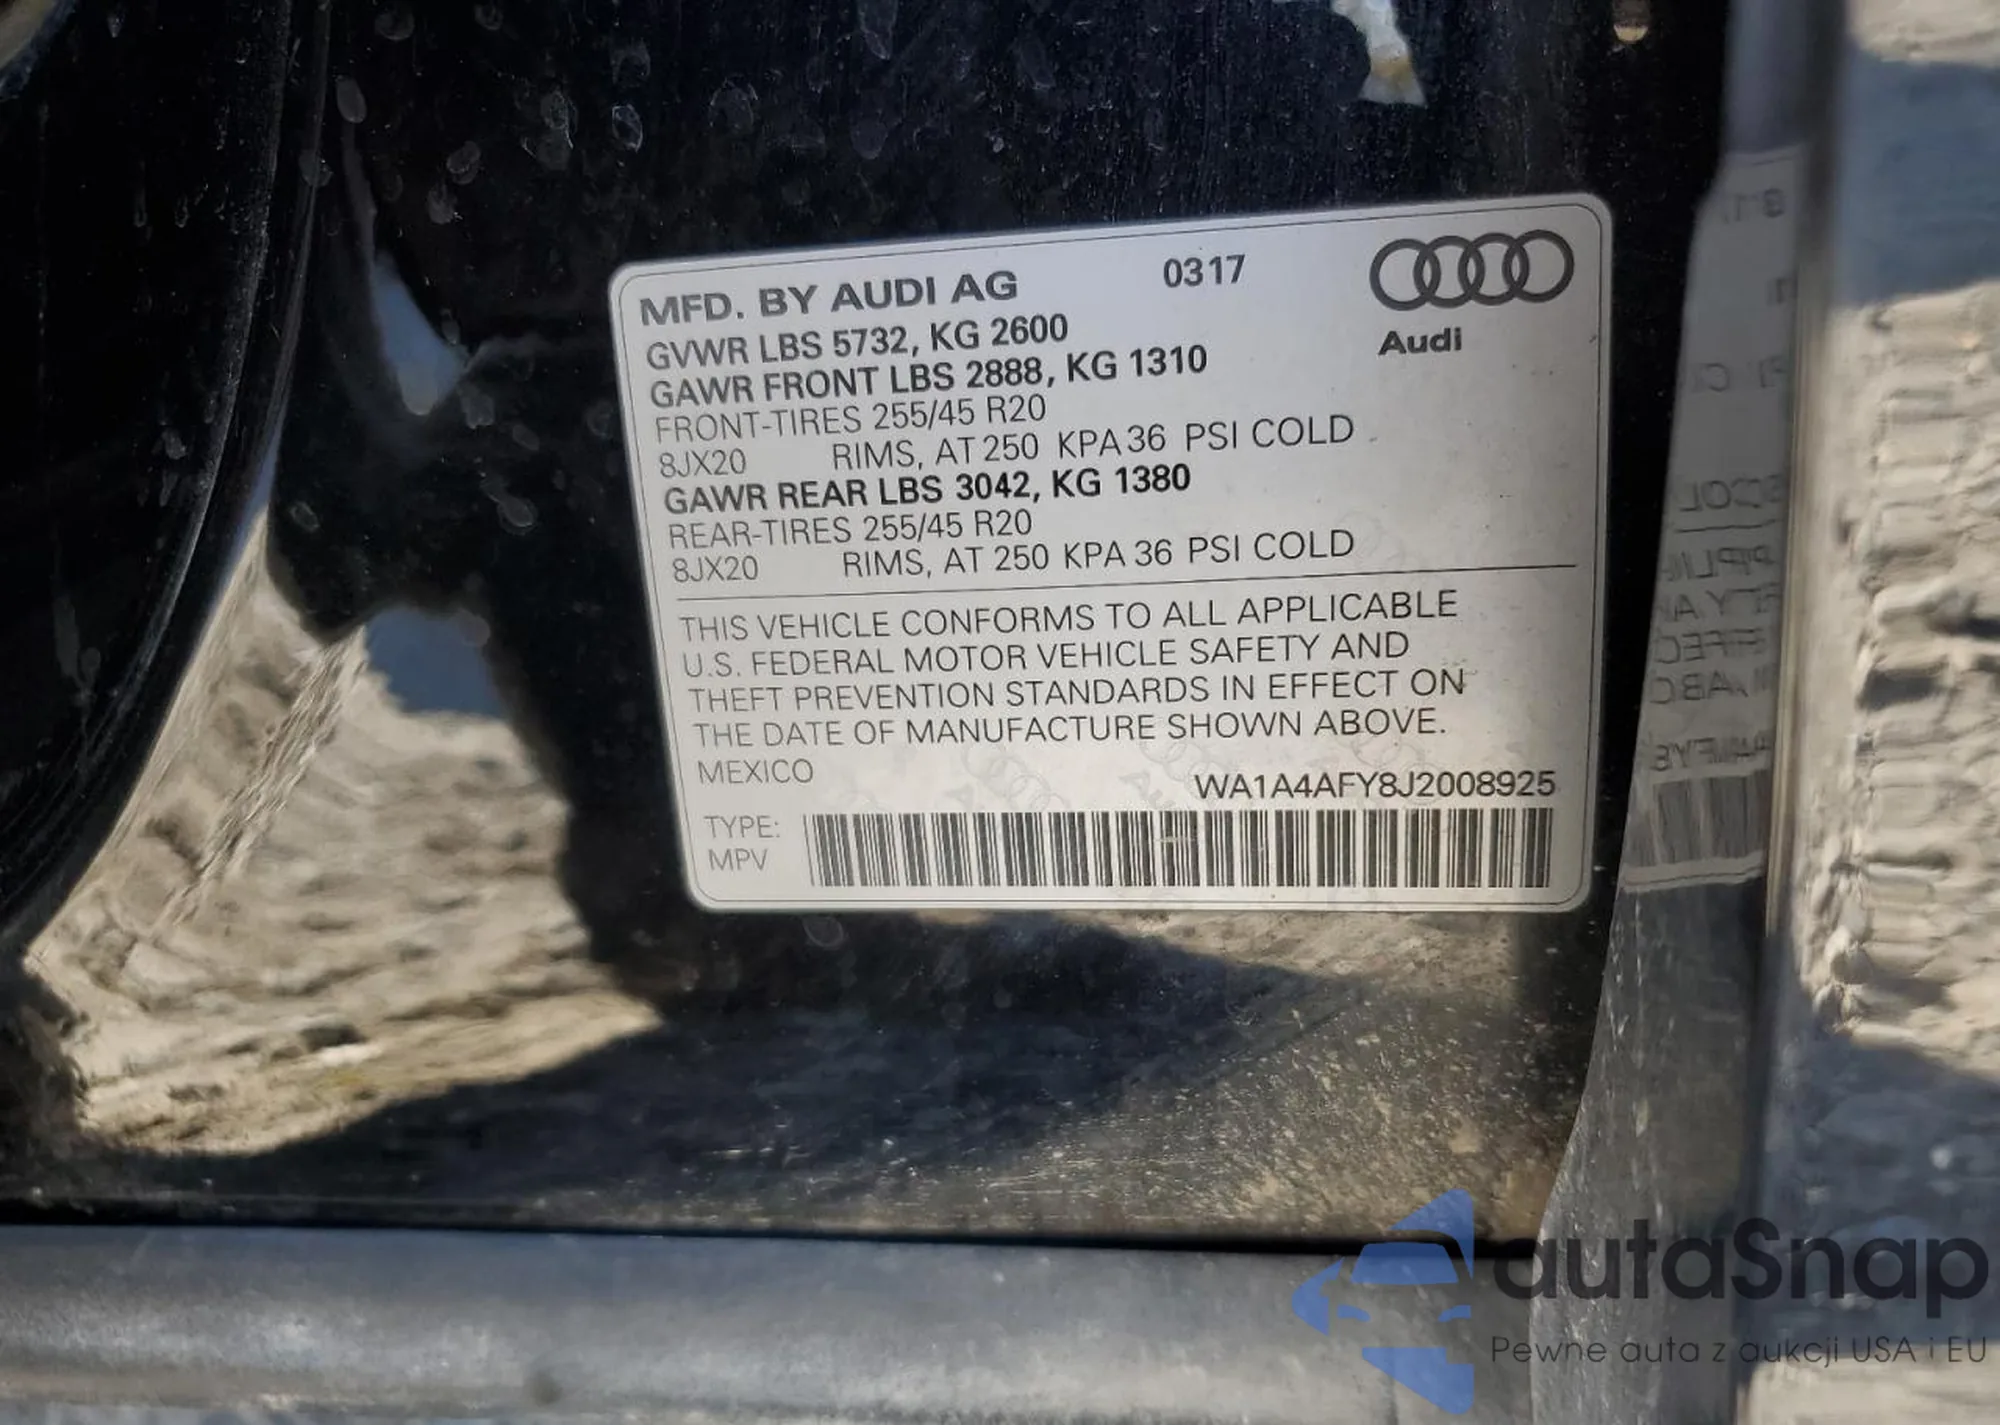 MFD. BY AUDI AG 0317
GVWR LBS 5732, KG 2600
GAWR FRONT LBS 2888, KG 1310
Audi
FRONT-TIRES 255/45 R20
8JX20 RIMS, AT 250 KPA 36 PSI COLD
GAWR REAR LBS 3042, KG 1380
REAR-TIRES 255/45 R20
8JX20 RIMS, AT 250 KPA 36 PSI COLD
THIS VEHICLE CONFORMS TO ALL APPLICABLE
U.S. FEDERAL MOTOR VEHICLE SAFETY AND
THEFT PREVENTION STANDARDS IN EFFECT ON
THE DATE OF MANUFACTURE SHOWN ABOVE.
MEXICO
WA1A4AFY8J2008925
TYPE:
MPV
autaSnap
Pewne auta z aukcji USA i EU